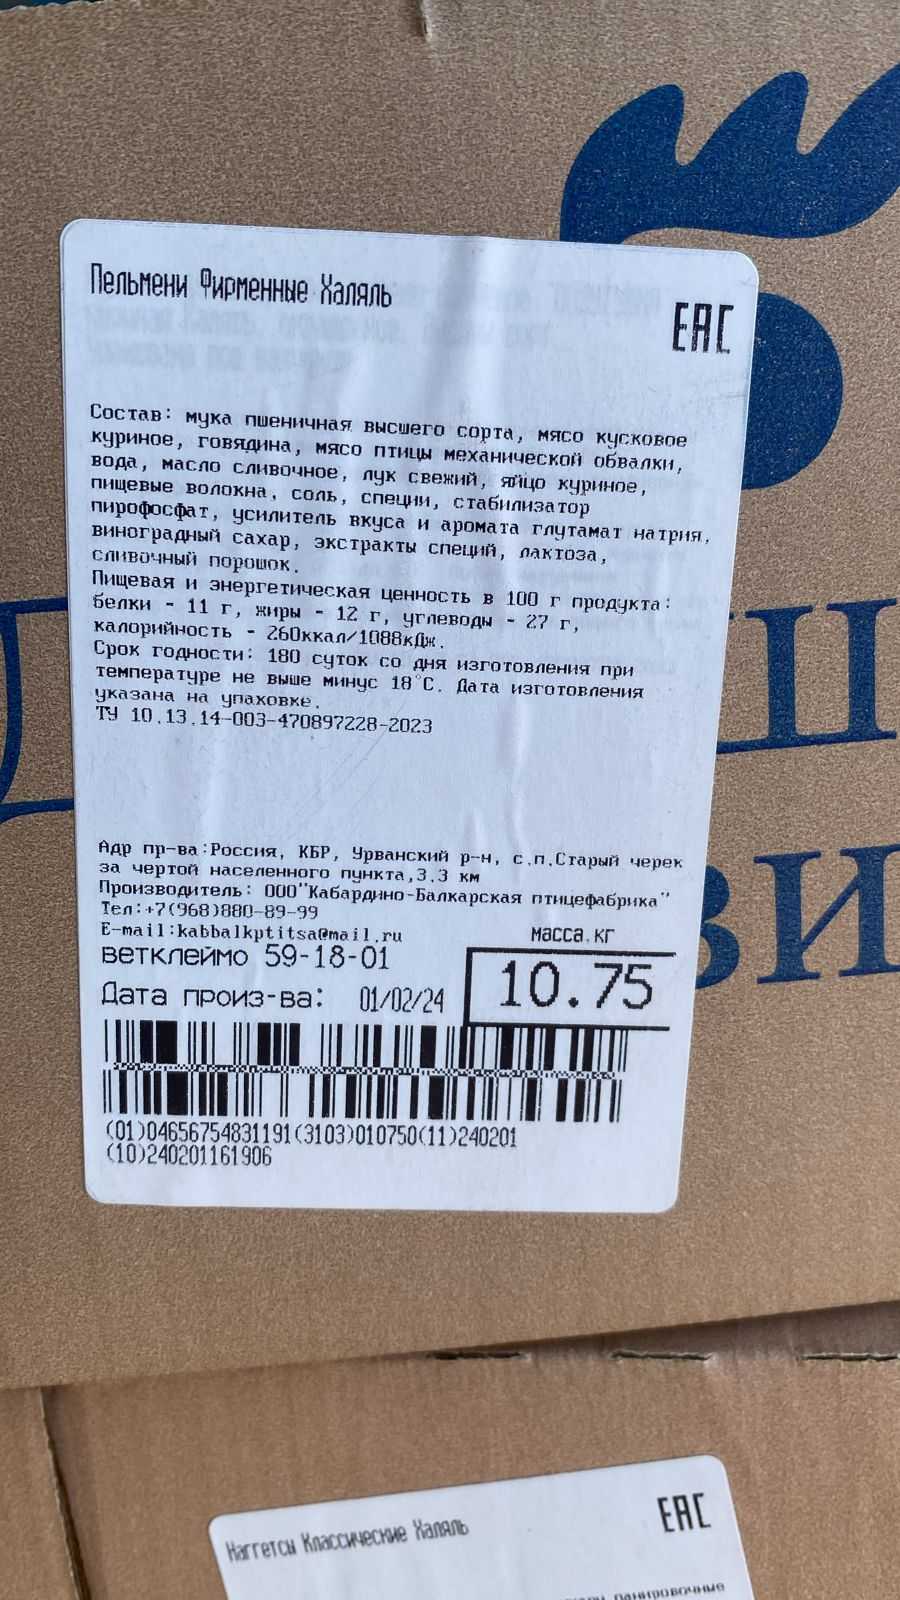 Пельмени Фирменные Халяль
ЕАС
Состав: мука пшеничная высшего сорта, мясо кусковое
куриное, говядина, мясо птицы механической обвалки,
вода, масло сливочное, лук свежий, яйцо куриное,
пищевые волокна, соль, специи, стабилизатор
пирофосфат, усилитель вкуса и аромата глутамат натрия,
виноградный сахар, экстракты специй, лактоза,
сливочный порошок.
Пищевая и энергетическая ценность в 100 г продукта:
белки - 11 г, жиры - 12 г, углеводы - 27 г,
калорийность - 260ккал/1088кДж.
Срок годности: 180 суток со дня изготовления при
температуре не выше минус 18°С. Дата изготовления
указана на упаковке.
ТУ 10.13.14-003-470897228-2023
Адр пр-ва:Россия, КБР, Урванский р-н, с.п.Старый черек
за чертой населенного пункта,3.3 км
Производитель: ООО"Кабардино-Балкарская птицефабрика"
Тел:+7(968)880-89-99
E-mail:kabbalkptitsa@mail.ru
масса.кг
ветклеймо 59-18-01
10.75
Дата произ-ва: 01/02/24
(01)04656754831191(3103)010750(11)240201
(10)240201161906
Наггетсы Классические Халяль
ЕАС
панировочные